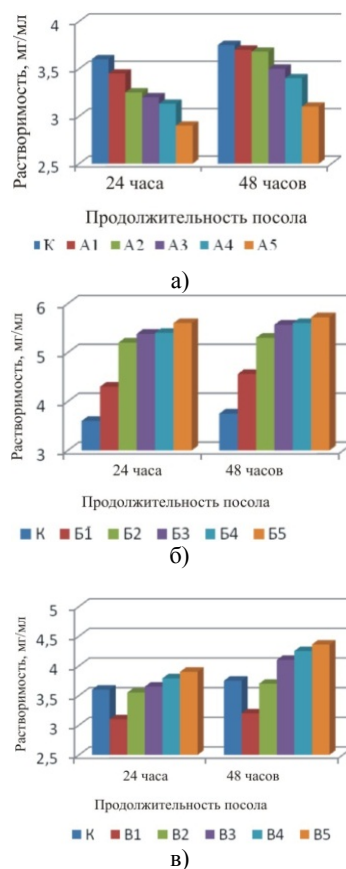 Растворимость, мг/мл
4
3,5
3
2,5
24 часа 48 часов
Продолжительность посола
К А1 А2 А3 А4 А5
а)
Растворимость, мг/мл
6
5
4
3
24 часа 48 часов
Продолжительность посола
К Б1 Б2 Б3 Б4 Б5
б)
Растворимость, мг/мл
5
4,5
4
3,5
3
2,5
24 часа 48 часов
Продолжительность посола
К В1 В2 В3 В4 В5
в)